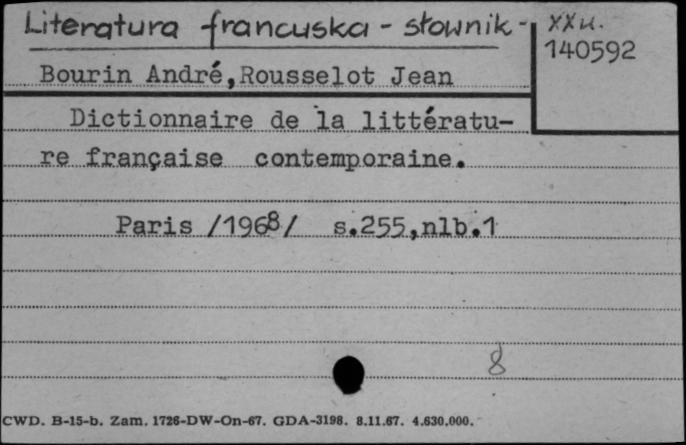 Literatura francuska - słownik - XX w.
140592
Bourin André,Rousselot Jean
Dictionnaire de la littératu-
re française contemporaine.
Paris /1968/ s.255,nlb.1
8
CWD. B-15-b. Zam. 1726-DW-On-67. GDA-3198. 8.11.67. 4.630.000.